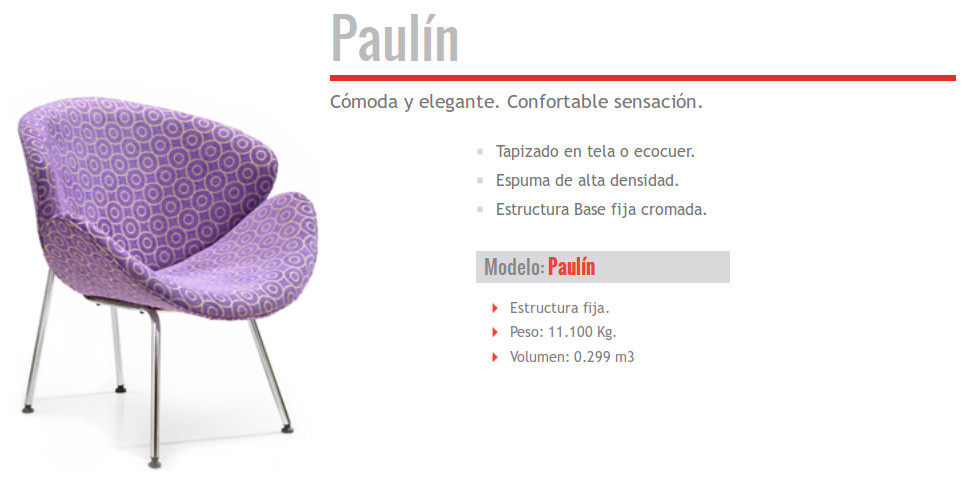 Paulín
Cómoda y elegante. Confortable sensación.
Tapizado en tela o ecocuer.
Espuma de alta densidad.
Estructura Base fija cromada.
Modelo: Paulín
Estructura fija.
Peso: 11.100 Kg.
Volumen: 0.299 m3